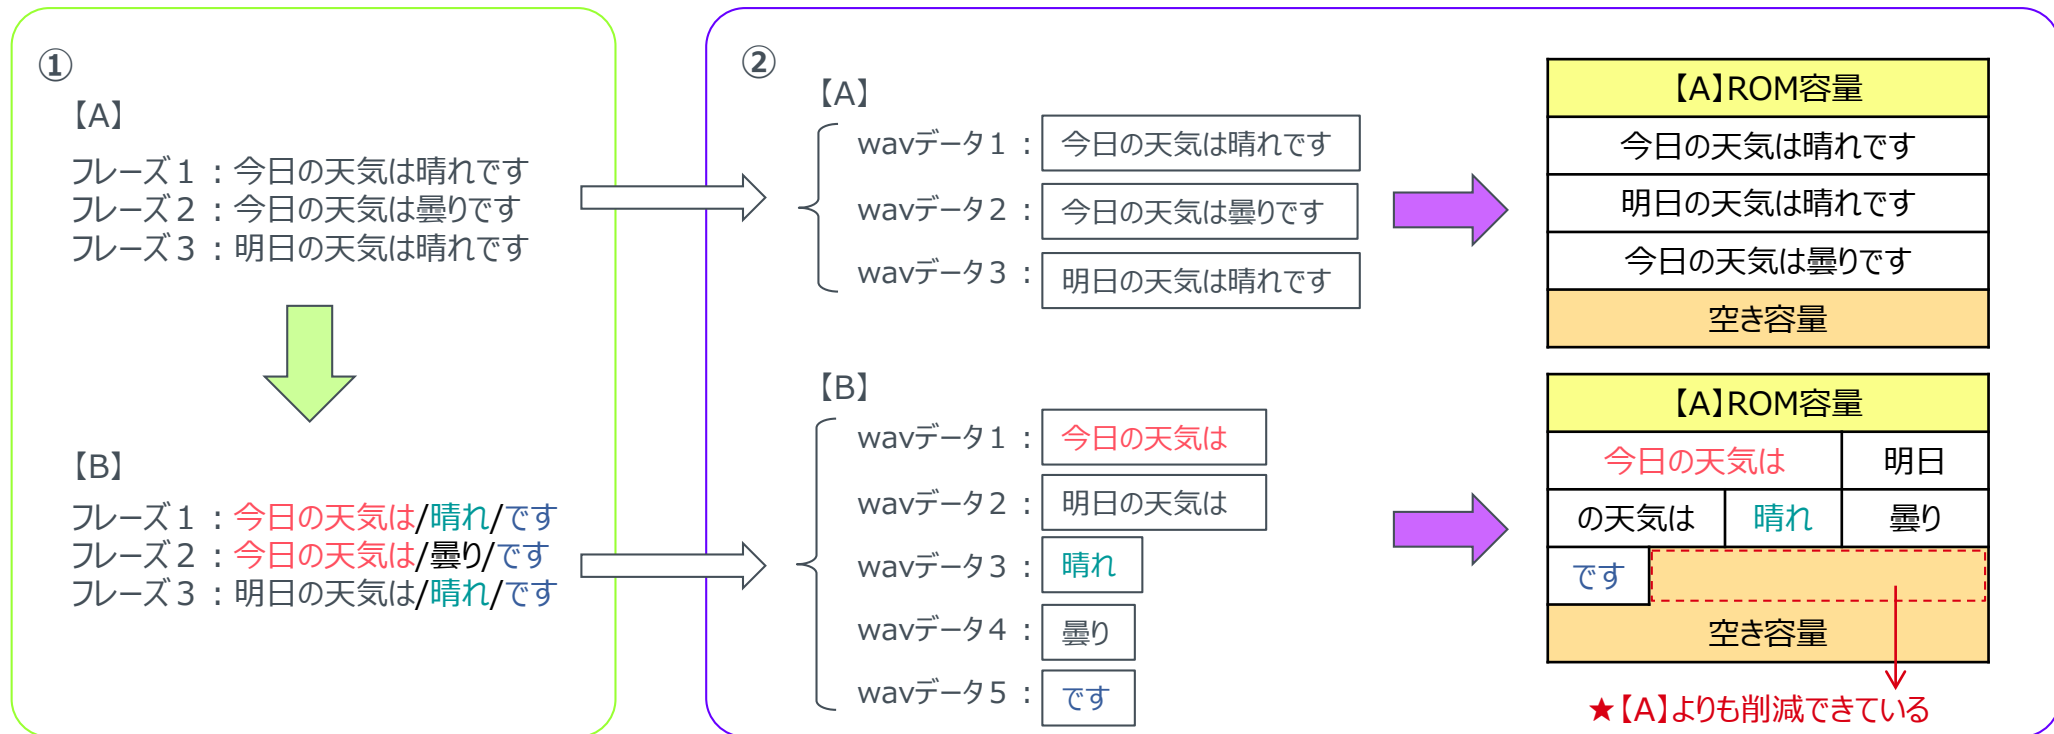 ①
【A】
フレーズ１：今日の天気は晴れです
フレーズ２：今日の天気は曇りです
フレーズ３：明日の天気は晴れです
【B】
フレーズ１：今日の天気は/晴れ/です
フレーズ２：今日の天気は/曇り/です
フレーズ３：明日の天気は/晴れ/です
②
【A】
wavデータ１： 今日の天気は晴れです
wavデータ２： 今日の天気は曇りです
wavデータ３： 明日の天気は晴れです
【A】ROM容量
今日の天気は晴れです
明日の天気は晴れです
今日の天気は曇りです
空き容量
【B】
wavデータ１： 今日の天気は
wavデータ２： 明日の天気は
wavデータ３： 晴れ
wavデータ４： 曇り
wavデータ５： です
【A】ROM容量
今日の天気は 明日
の天気は 晴れ 曇り
です
空き容量
★【A】よりも削減できている